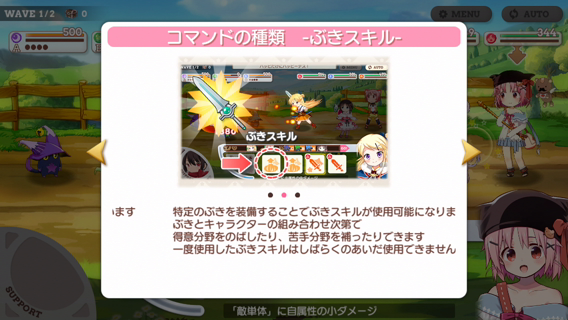 WAVE 1/2
0
MENU
AUTO
500
344
コマンドの種類　-ぶきスキル-
AUTO
380
ぶきスキル
います
特定のぶきを装備することでぶきスキルが使用可能になりま
ぶきとキャラクターの組み合わせ次第で
得意分野をのばしたり、苦手分野を補ったりできます
一度使用したぶきスキルはしばらくのあいだ使用できません
SUPPORT
「敵単体」に自属性の小ダメージ